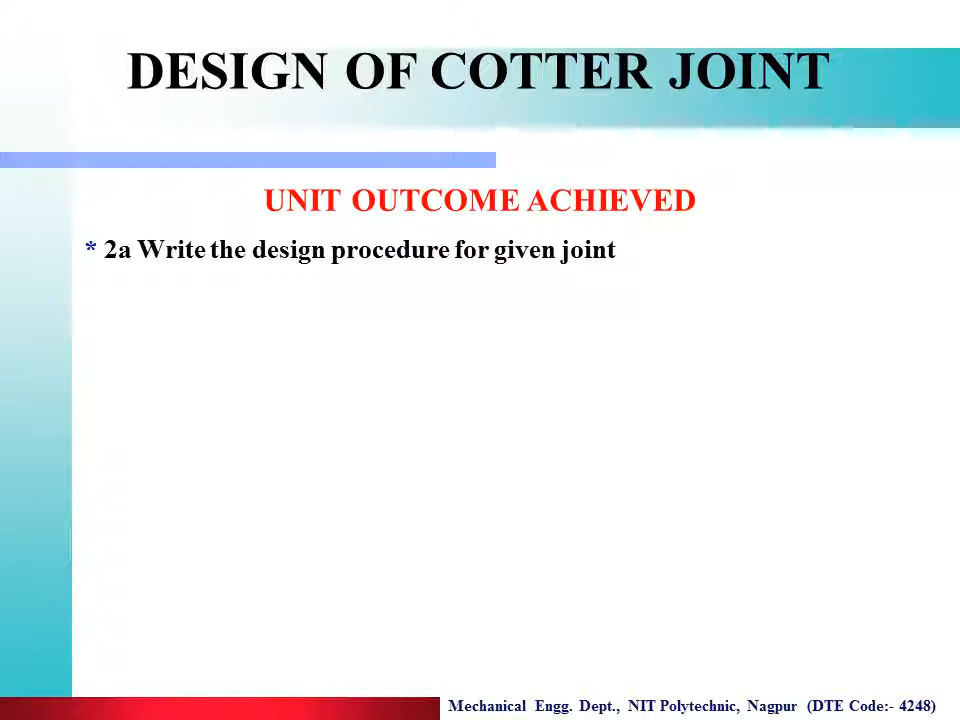 DESIGN OF COTTER JOINT
UNIT OUTCOME ACHIEVED
* 2a Write the design procedure for given joint
Mechanical Engg. Dept., NIT Polytechnic, Nagpur (DTE Code:- 4248)